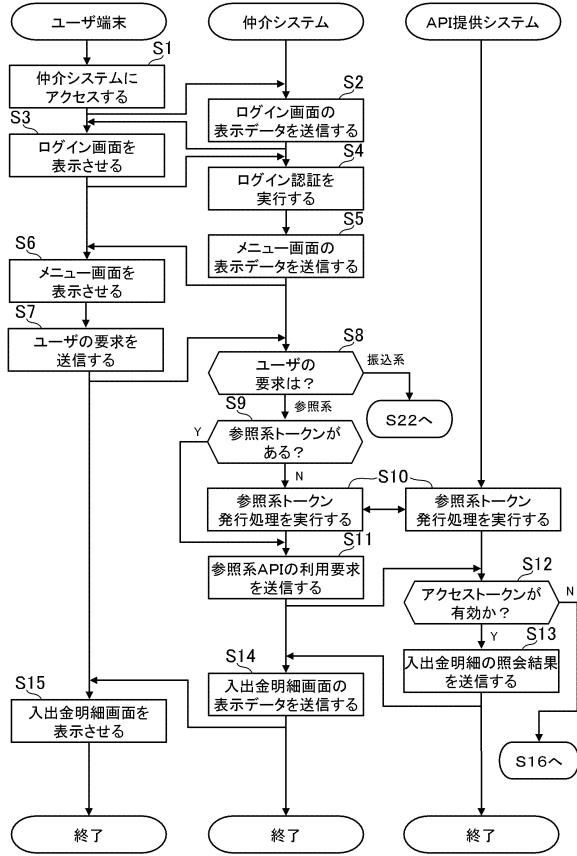 ユーザ端末
仲介システム
API提供システム
S1
仲介システムに
アクセスする
S2
ログイン画面の
表示データを送信する
S3
ログイン画面を
表示させる
S4
ログイン認証を
実行する
S5
メニュー画面の
表示データを送信する
S6
メニュー画面を
表示させる
S7
ユーザの要求を
送信する
S8
ユーザの
要求は？
振込系
S22へ
参照系
S9
参照系トークンが
ある？
Y
N
S10
参照系トークン
発行処理を実行する
参照系トークン
発行処理を実行する
S11
参照系APIの利用要求
を送信する
S12
アクセストークンが
有効か？
N
Y
S13
入出金明細の照会結果
を送信する
S14
入出金明細画面の
表示データを送信する
S15
入出金明細画面を
表示させる
S16へ
終了
終了
終了